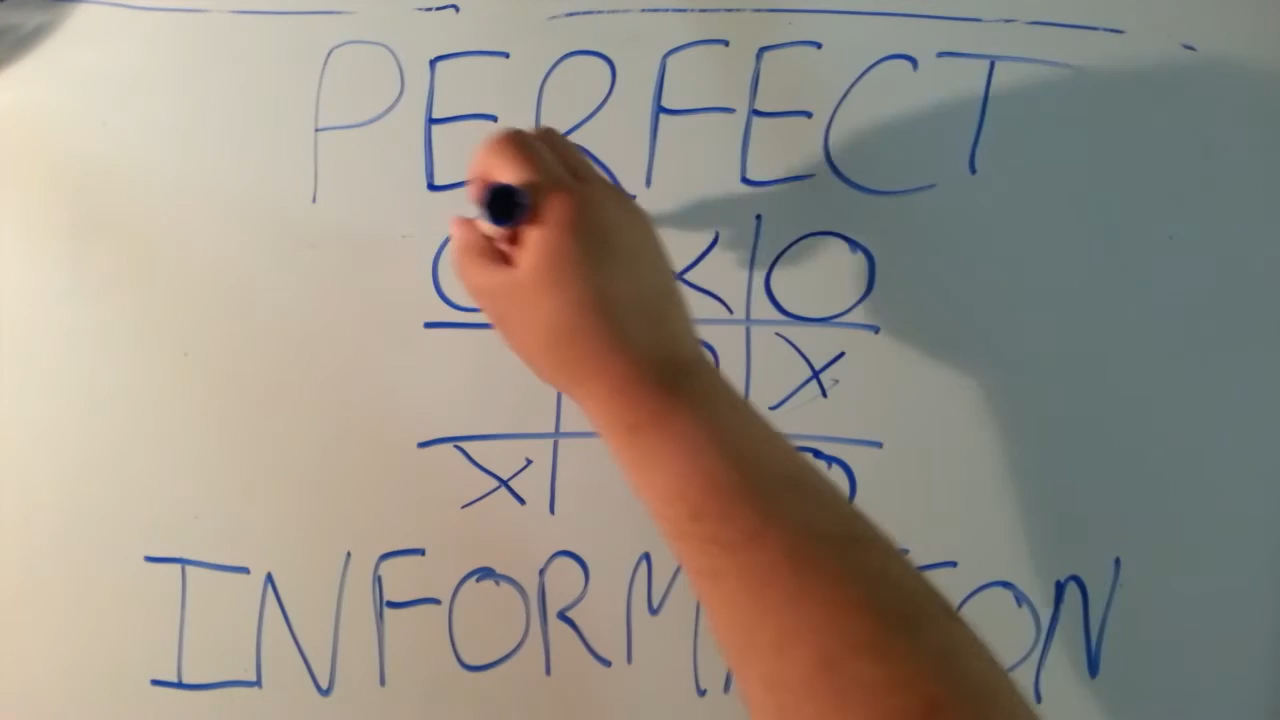 PERFECT
O X O
O X
X O
INFORMATION